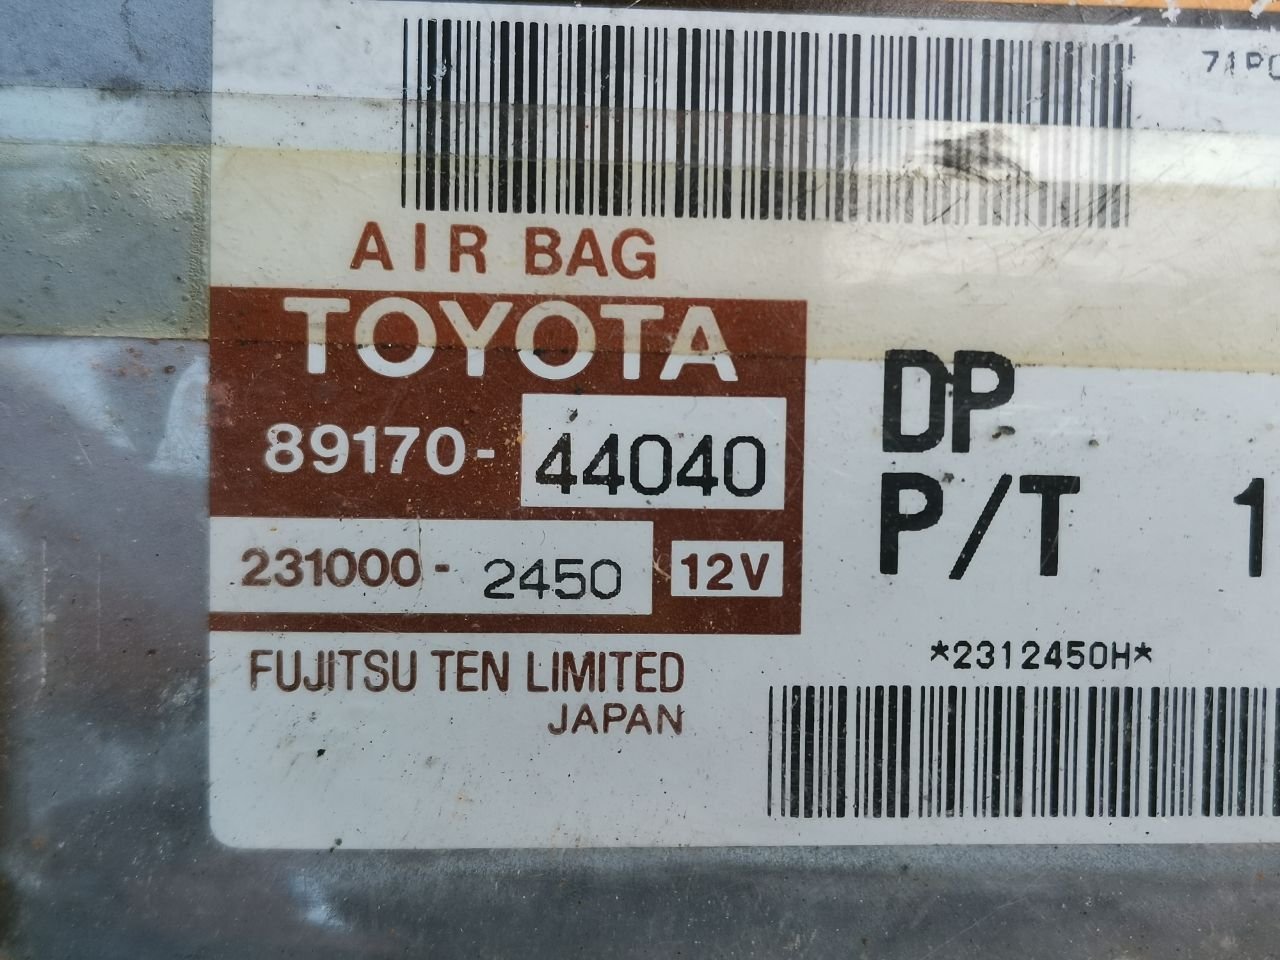 AIR BAG
TOYOTA
89170-44040
231000-2450 12V
FUJITSU TEN LIMITED
JAPAN
DP
P/T 1
*2312450H*